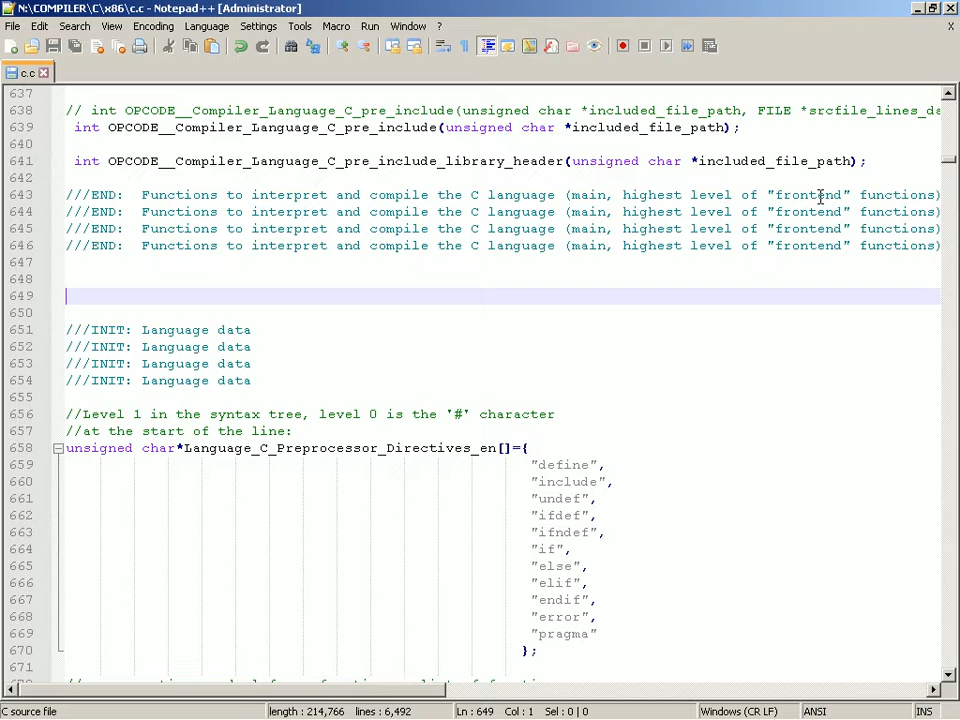 N:\COMPILER\C\x86\c.c - Notepad++ [Administrator]
File Edit Search View Encoding Language Settings Tools Macro Run Window ? X
c.c
637
638 // int OPCODE__Compiler_Language_C_pre_include(unsigned char *included_file_path, FILE *srcfile_lines_da
639 int OPCODE__Compiler_Language_C_pre_include(unsigned char *included_file_path);
640
641 int OPCODE__Compiler_Language_C_pre_include_library_header(unsigned char *included_file_path);
642
643 ///END: Functions to interpret and compile the C language (main, highest level of "frontend" functions)
644 ///END: Functions to interpret and compile the C language (main, highest level of "frontend" functions)
645 ///END: Functions to interpret and compile the C language (main, highest level of "frontend" functions)
646 ///END: Functions to interpret and compile the C language (main, highest level of "frontend" functions)
647
648
649
650
651 ///INIT: Language data
652 ///INIT: Language data
653 ///INIT: Language data
654 ///INIT: Language data
655
656 //Level 1 in the syntax tree, level 0 is the '#' character
657 //at the start of the line:
658 unsigned char*Language_C_Preprocessor_Directives_en[]={
659 "define",
660 "include",
661 "undef",
662 "ifdef",
663 "ifndef",
664 "if",
665 "else",
666 "elif",
667 "endif",
668 "error",
669 "pragma"
670 };
671
C source file length : 214,766 lines : 6,492 Ln : 649 Col : 1 Sel : 0 | 0 Windows (CR LF) ANSI INS